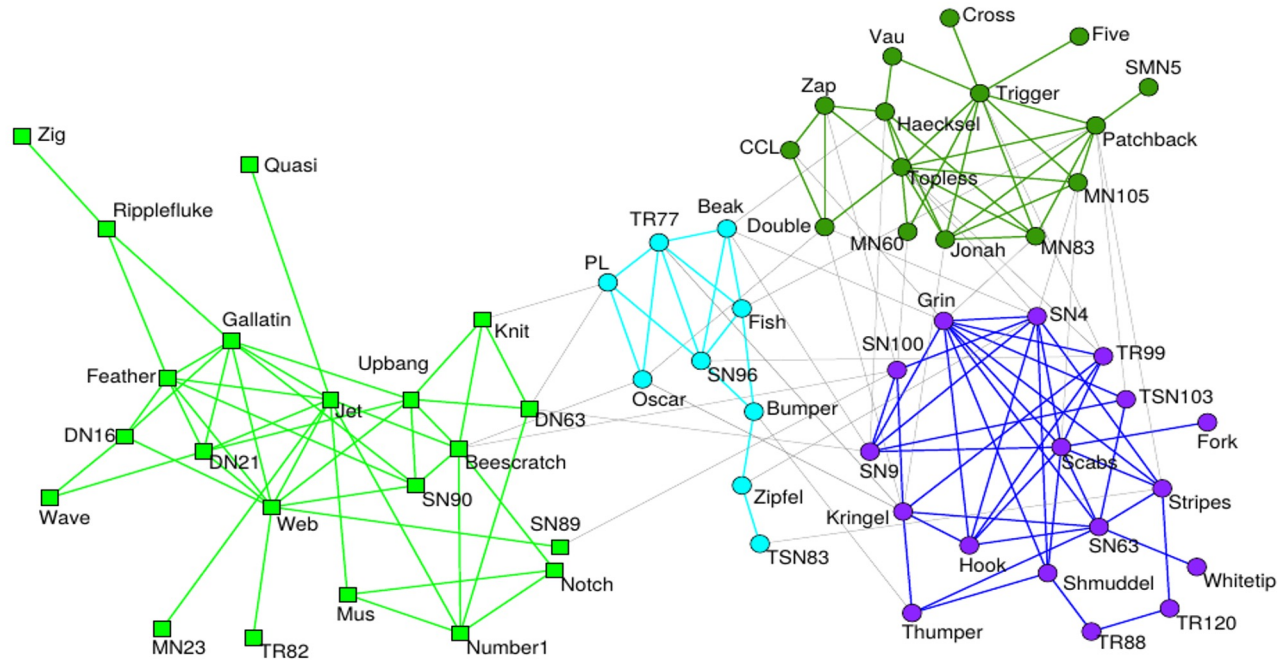 Cross
Five
Vau
SMN5
Zap
Trigger
Haecksel
Patchback
Zig
CCL
Quasi
Topless
MN105
Ripplefluke
Beak
TR77
Double
MN60
Jonah
MN83
PL
Grin
SN4
Gallatin
Knit
Fish
SN100
TR99
Upbang
Feather
SN96
Oscar
TSN103
Jet
Bumper
DN63
Fork
DN16
DN21
Beescratch
SN9
Scabs
SN90
Zipfel
Stripes
Wave
Web
SN89
Kringel
SN63
TSN83
Hook
Notch
Shmuddel
Whitetip
Mus
Thumper
TR120
MN23
TR82
Number1
TR88